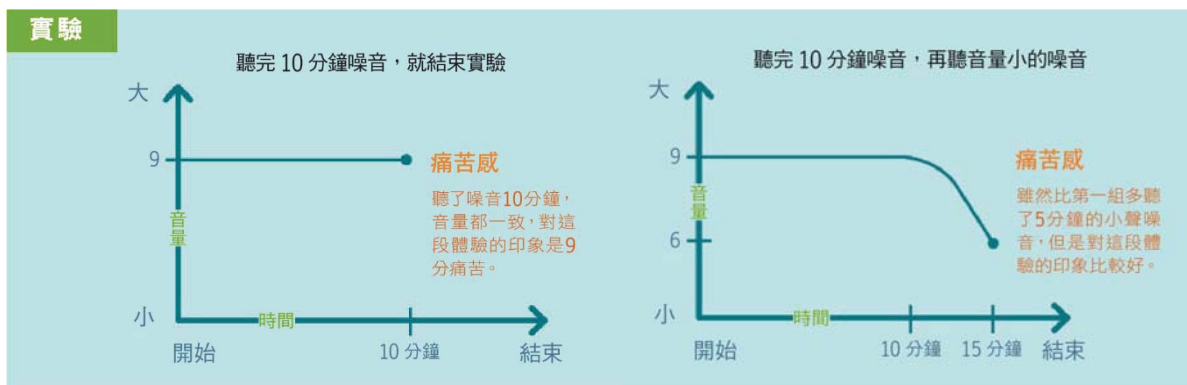 實驗
聽完 10 分鐘噪音，就結束實驗
大
9
音量
小
時間
開始
10 分鐘
結束
痛苦感
聽了噪音10分鐘，
音量都一致，對這
段體驗的印象是9
分痛苦。
聽完 10 分鐘噪音，再聽音量小的噪音
大
9
音量
6
小
時間
開始
10 分鐘
15 分鐘
結束
痛苦感
雖然比第一組多聽
了5分鐘的小聲噪
音，但是對這段體
驗的印象比較好。